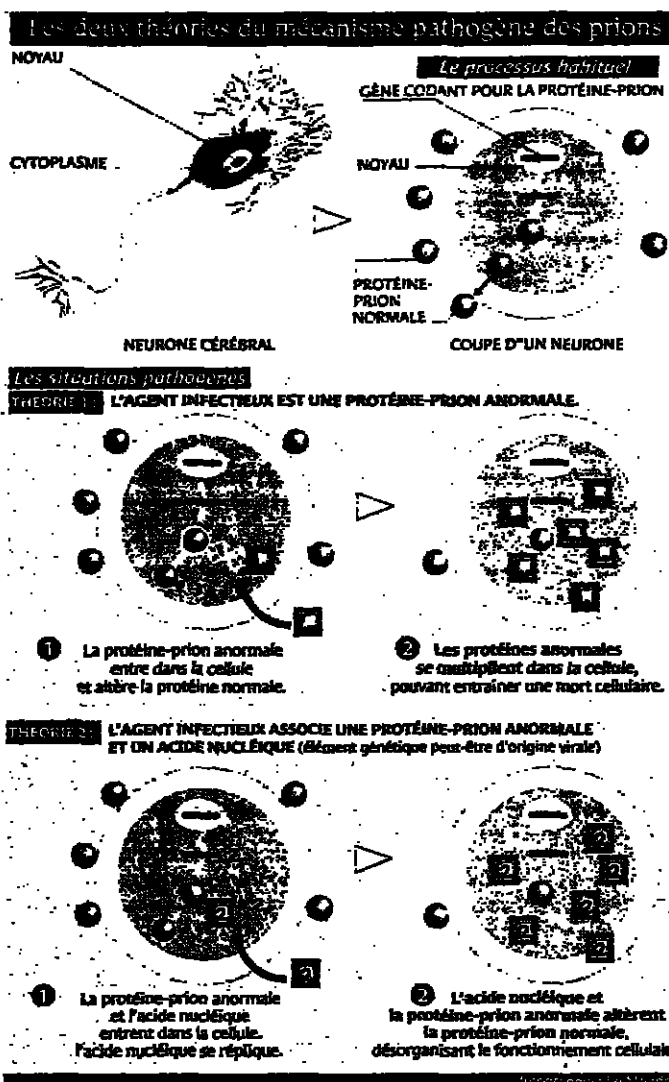 Les deux théories du mécanisme pathogène des prions
NOYAU
CYTOPLASME
NEURONE CÉRÉBRAL
Le processus habituel
GÈNE CODANT POUR LA PROTÉINE-PRION
NOYAU
PROTÉINE-
PRION
NORMALE
COUPE D'UN NEURONE
Les situations pathogenes
THÉORIE 1: L'AGENT INFECTIEUX EST UNE PROTÉINE-PRION ANORMALE.
1 La protéine-prion anormale
entre dans la cellule
et altère la protéine normale.
2 Les protéines anormales
se multiplient dans la cellule,
pouvant entraîner une mort cellulaire.
THÉORIE 2: L'AGENT INFECTIEUX ASSOCIE UNE PROTÉINE-PRION ANORMALE
ET UN ACIDE NUCLÉIQUE (élément génétique peut-être d'origine virale)
1 La protéine-prion anormale
et l'acide nucléique
entrent dans la cellule.
l'acide nucléique se réplique.
2 L'acide nucléique et
la protéine-prion anormale altèrent
la protéine-prion normale,
désorganisant le fonctionnement cellulaire